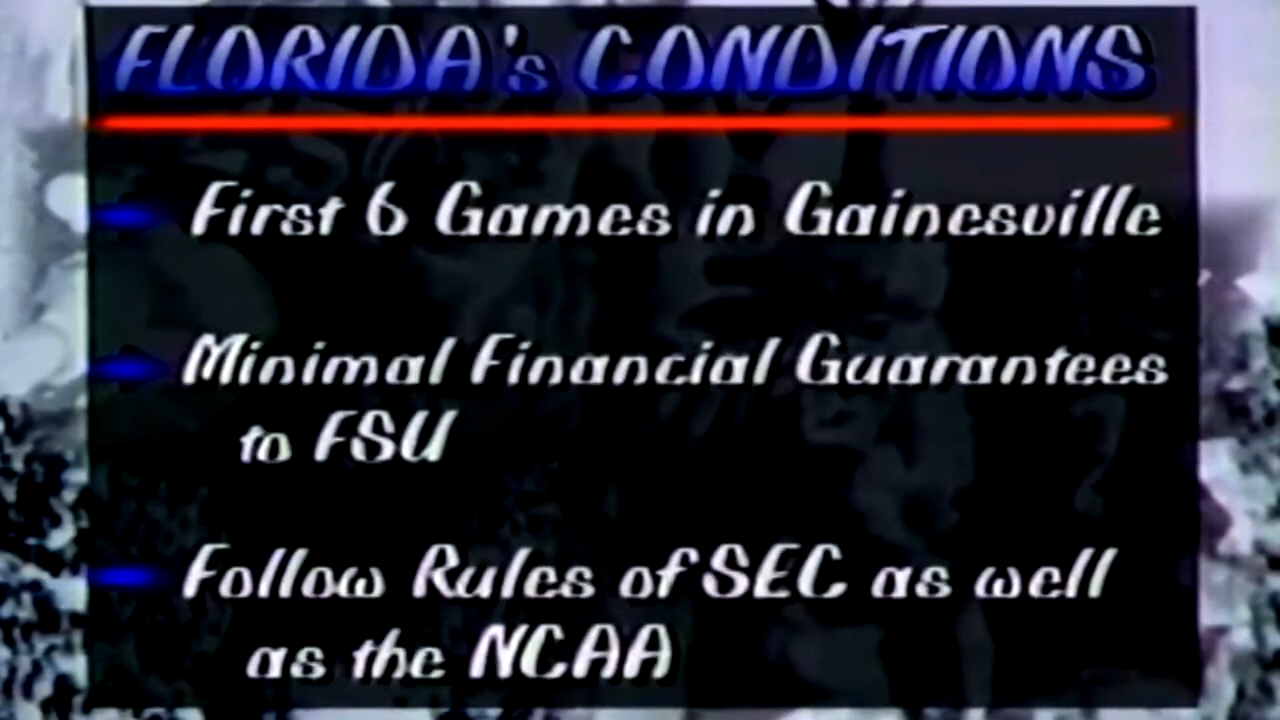 FLORIDA's CONDITIONS
First 6 Games in Gainesville
Minimal Financial Guarantees
to FSU
Follow Rules of SEC as well
as the NCAA